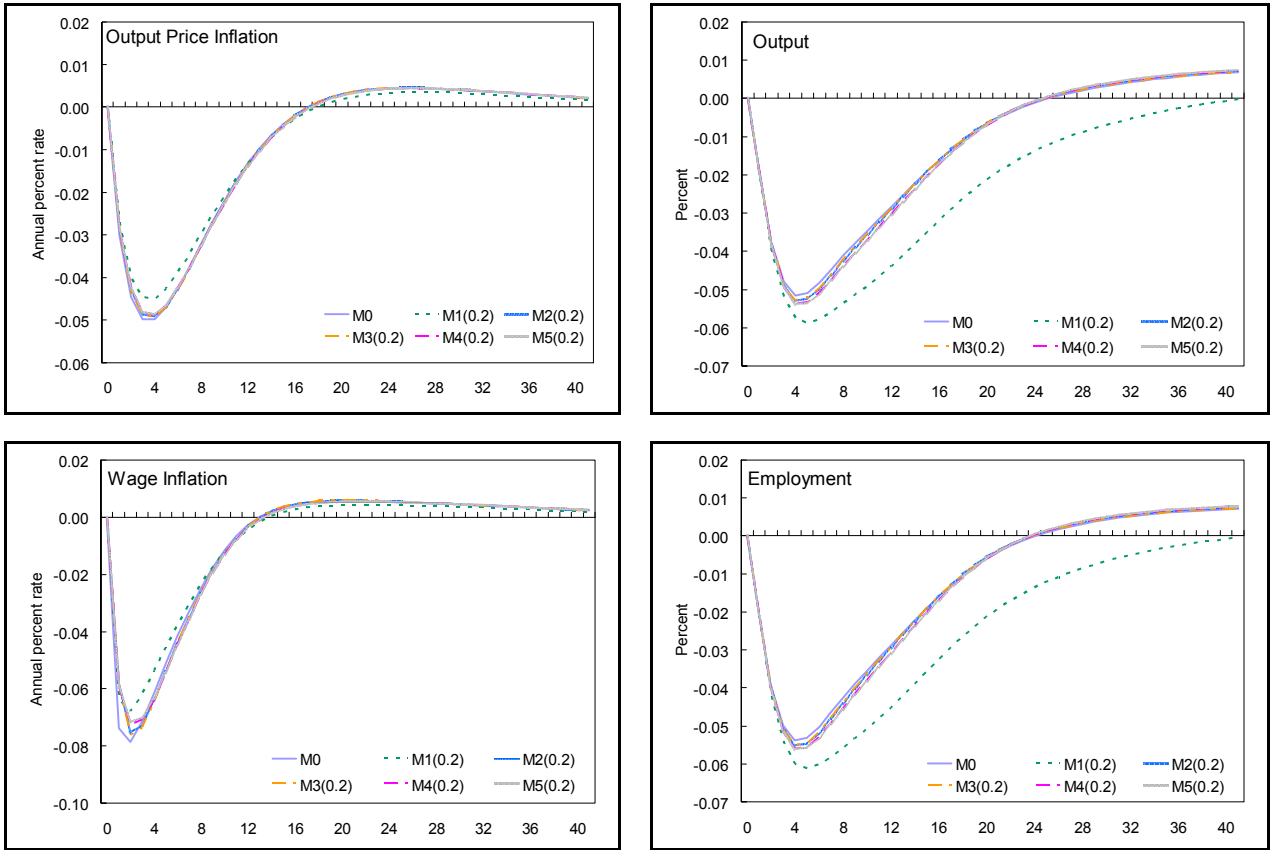 Output Price Inflation
Annual percent rate
0.02
0.01
0.00
-0.01
-0.02
-0.03
-0.04
-0.05
-0.06
M0 M1(0.2) M2(0.2)
M3(0.2) M4(0.2) M5(0.2)
0 4 8 12 16 20 24 28 32 36 40
Output
Percent
0.02
0.01
0.00
-0.01
-0.02
-0.03
-0.04
-0.05
-0.06
-0.07
M0 M1(0.2) M2(0.2)
M3(0.2) M4(0.2) M5(0.2)
0 4 8 12 16 20 24 28 32 36 40
Wage Inflation
Annual percent rate
0.02
0.00
-0.02
-0.04
-0.06
-0.08
-0.10
M0 M1(0.2) M2(0.2)
M3(0.2) M4(0.2) M5(0.2)
0 4 8 12 16 20 24 28 32 36 40
Employment
Percent
0.02
0.01
0.00
-0.01
-0.02
-0.03
-0.04
-0.05
-0.06
-0.07
M0 M1(0.2) M2(0.2)
M3(0.2) M4(0.2) M5(0.2)
0 4 8 12 16 20 24 28 32 36 40